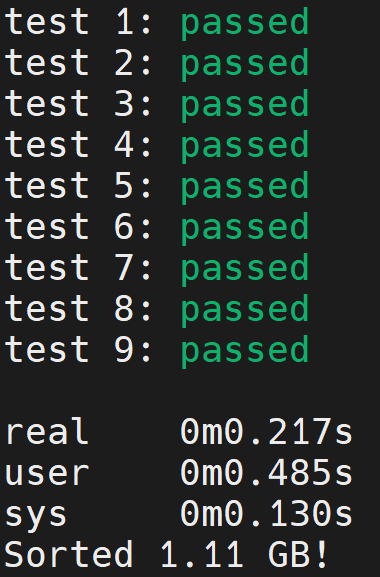 test 1: passed
test 2: passed
test 3: passed
test 4: passed
test 5: passed
test 6: passed
test 7: passed
test 8: passed
test 9: passed
real 0m0.217s
user 0m0.485s
sys 0m0.130s
Sorted 1.11 GB!